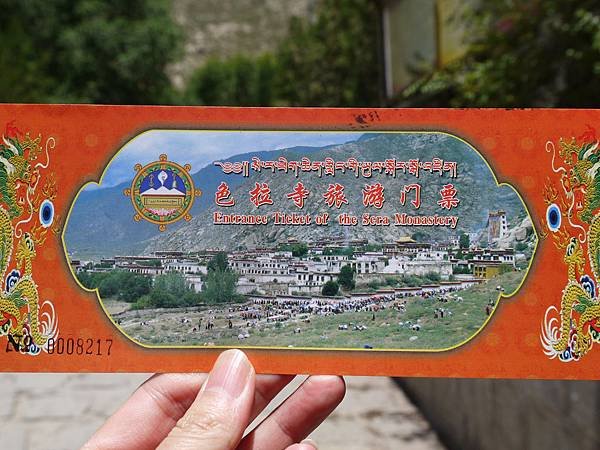 色拉寺旅游门票
Entrance Ticket of the Sera Monastery
No 0008217